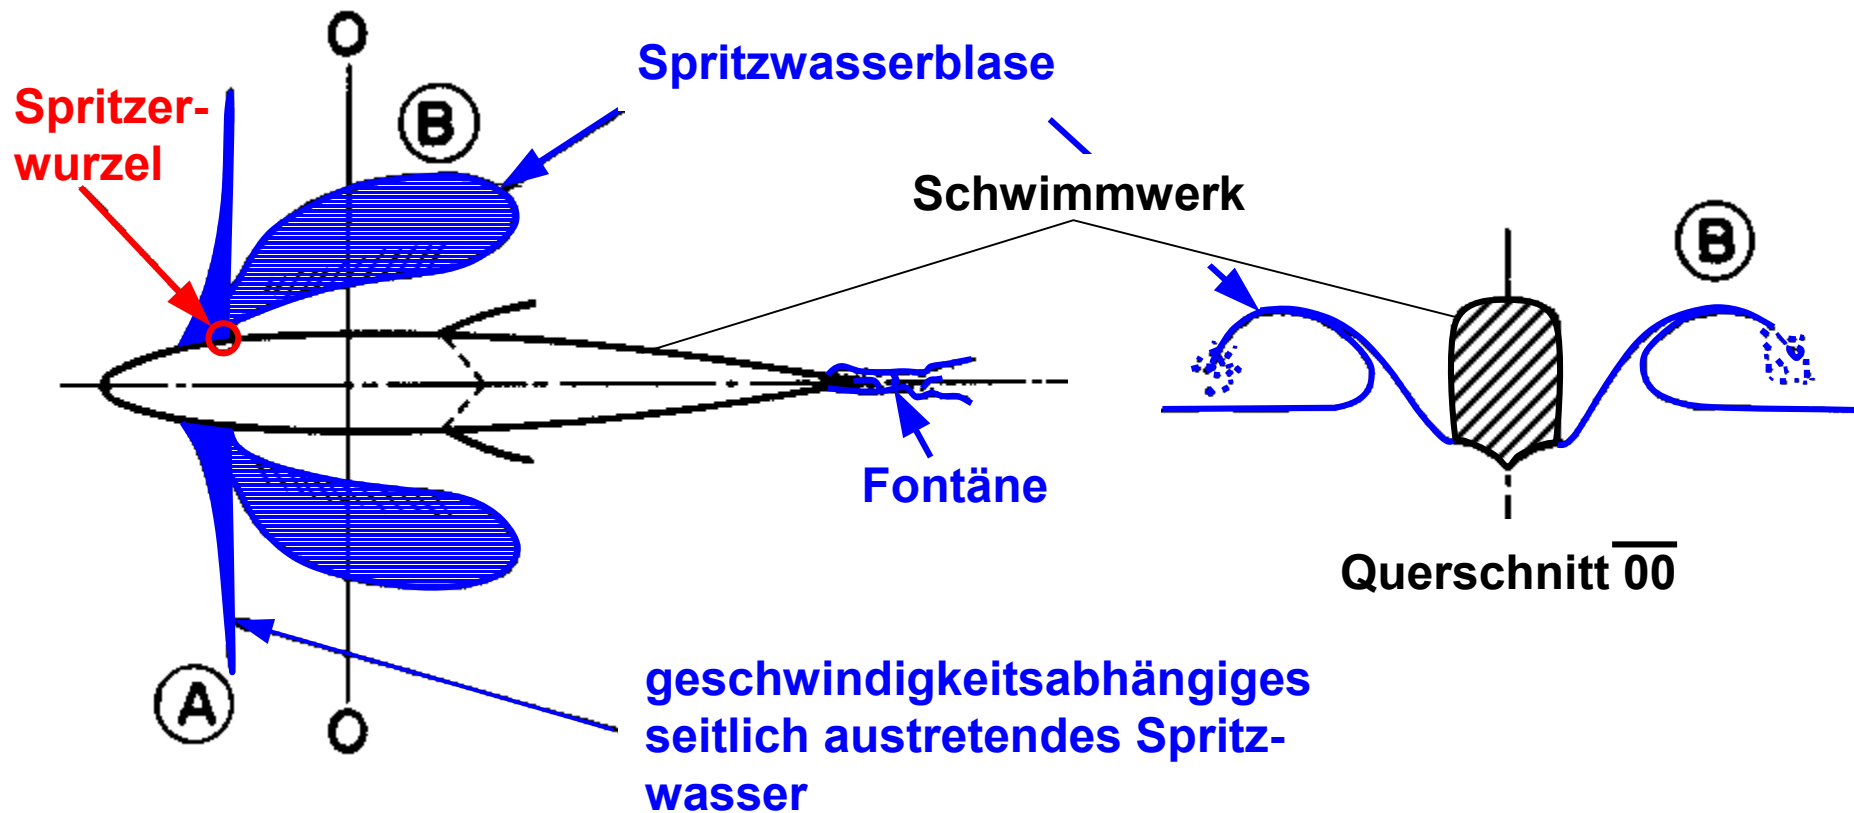 O
Spritzwasserblase
Spritzer-
wurzel
B
Schwimmwerk
B
Fontäne
Querschnitt 00
geschwindigkeitsabhängiges
seitlich austretendes Spritz-
wasser
A
O